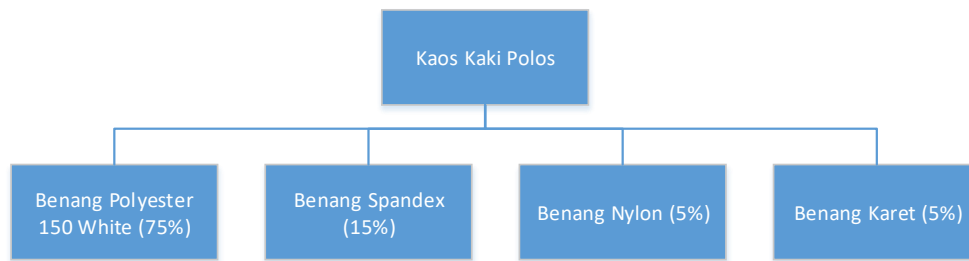 Kaos Kaki Polos
Benang Polyester
150 White (75%)
Benang Spandex
(15%)
Benang Nylon (5%)
Benang Karet (5%)